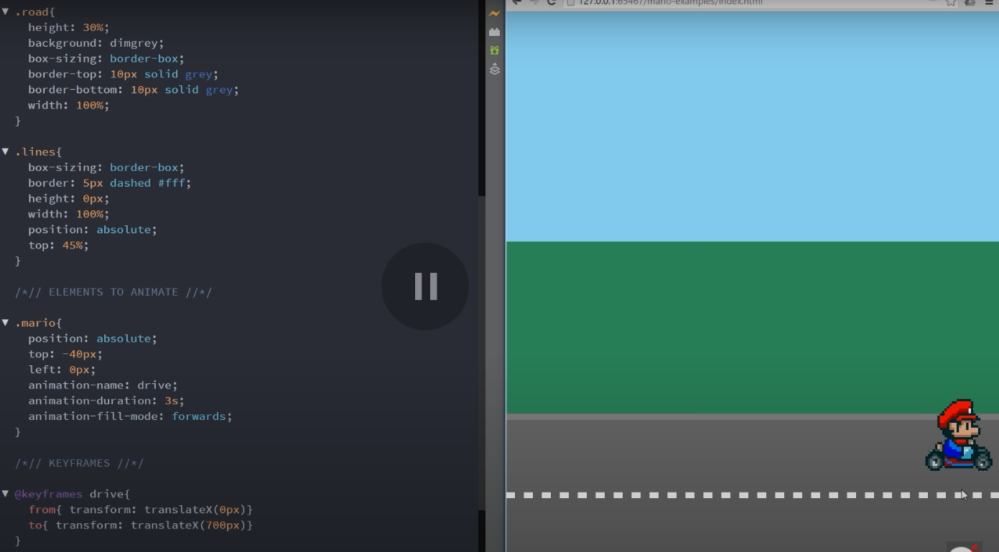 .road{
height: 30%;
background: dimgrey;
box-sizing: border-box;
border-top: 10px solid grey;
border-bottom: 10px solid grey;
width: 100%;
}
.lines{
box-sizing: border-box;
border: 5px dashed #fff;
height: 0px;
width: 100%;
position: absolute;
top: 45%;
}
/*// ELEMENTS TO ANIMATE //*/
.mario{
position: absolute;
top: -40px;
left: 0px;
animation-name: drive;
animation-duration: 3s;
animation-fill-mode: forwards;
}
/*// KEYFRAMES //*/
@keyframes drive{
from{ transform: translateX(0px)}
to{ transform: translateX(700px)}
}
127.0.0.1:65467/mario-examples/index.html